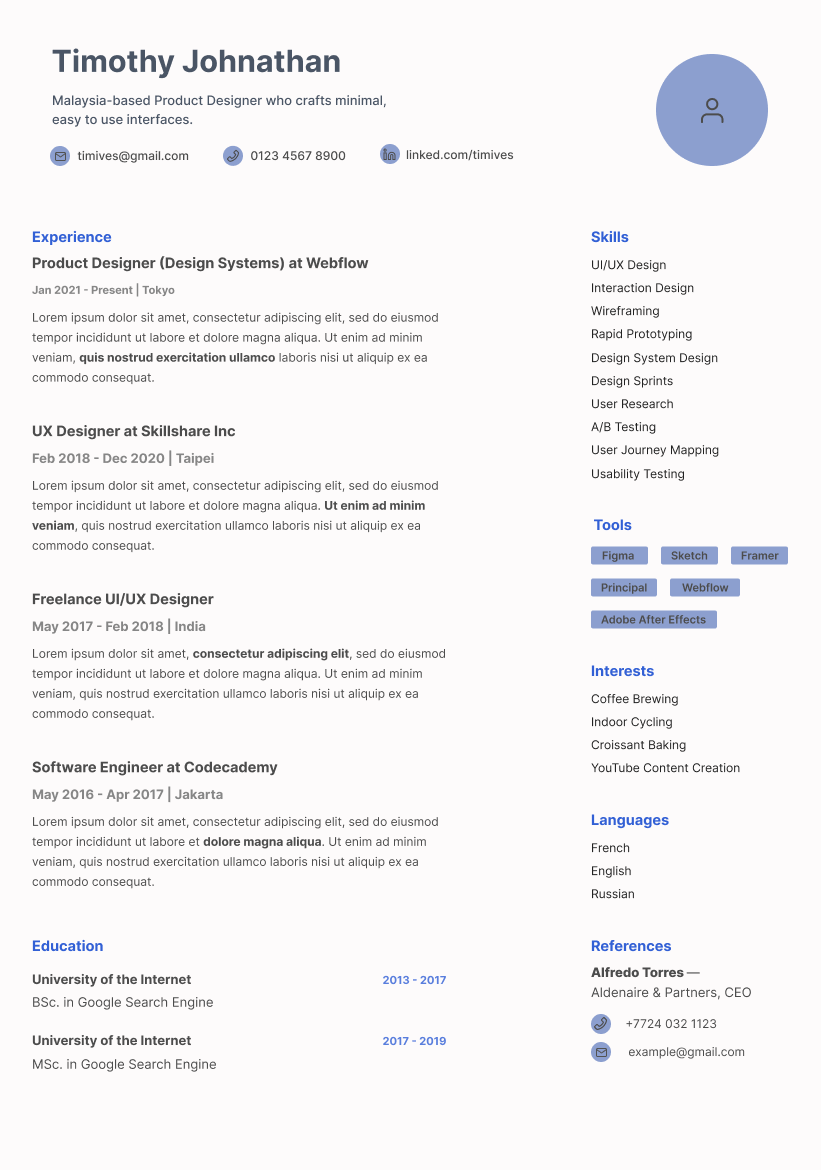 Timothy Johnathan
Malaysia-based Product Designer who crafts minimal,
easy to use interfaces.
timives@gmail.com
0123 4567 8900
linked.com/timives
Experience
Product Designer (Design Systems) at Webflow
Jan 2021 - Present | Tokyo
Lorem ipsum dolor sit amet, consectetur adipiscing elit, sed do eiusmod
tempor incididunt ut labore et dolore magna aliqua. Ut enim ad minim
veniam, quis nostrud exercitation ullamco laboris nisi ut aliquip ex ea
commodo consequat.
UX Designer at Skillshare Inc
Feb 2018 - Dec 2020 | Taipei
Lorem ipsum dolor sit amet, consectetur adipiscing elit, sed do eiusmod
tempor incididunt ut labore et dolore magna aliqua. Ut enim ad minim
veniam, quis nostrud exercitation ullamco laboris nisi ut aliquip ex ea
commodo consequat.
Freelance UI/UX Designer
May 2017 - Feb 2018 | India
Lorem ipsum dolor sit amet, consectetur adipiscing elit, sed do eiusmod
tempor incididunt ut labore et dolore magna aliqua. Ut enim ad minim
veniam, quis nostrud exercitation ullamco laboris nisi ut aliquip ex ea
commodo consequat.
Software Engineer at Codecademy
May 2016 - Apr 2017 | Jakarta
Lorem ipsum dolor sit amet, consectetur adipiscing elit, sed do eiusmod
tempor incididunt ut labore et dolore magna aliqua. Ut enim ad minim
veniam, quis nostrud exercitation ullamco laboris nisi ut aliquip ex ea
commodo consequat.
Education
University of the Internet 2013 - 2017
BSc. in Google Search Engine
University of the Internet 2017 - 2019
MSc. in Google Search Engine
Skills
UI/UX Design
Interaction Design
Wireframing
Rapid Prototyping
Design System Design
Design Sprints
User Research
A/B Testing
User Journey Mapping
Usability Testing
Tools
Figma Sketch Framer
Principal Webflow
Adobe After Effects
Interests
Coffee Brewing
Indoor Cycling
Croissant Baking
YouTube Content Creation
Languages
French
English
Russian
References
Alfredo Torres —
Aldenaire & Partners, CEO
+7724 032 1123
example@gmail.com